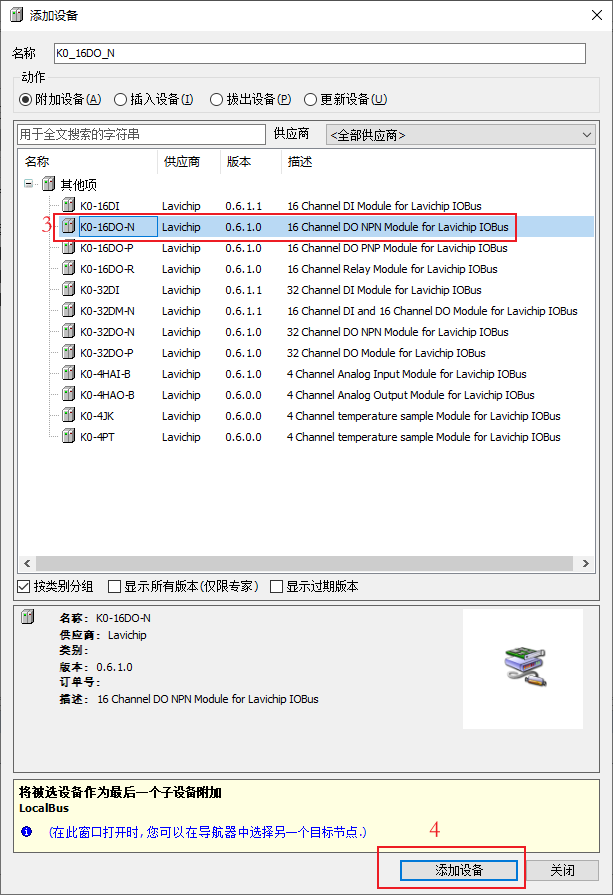 添加设备
名称 K0_16DO_N
动作
附加设备(A) 插入设备(I) 拔出设备(P) 更新设备(U)
用于全文搜索的字符串 供应商 <全部供应商>
名称 供应商 版本 描述
其他项
K0-16DI Lavichip 0.6.1.1 16 Channel DI Module for Lavichip IOBus
3 K0-16DO-N Lavichip 0.6.1.0 16 Channel DO NPN Module for Lavichip IOBus
K0-16DO-P Lavichip 0.6.1.0 16 Channel DO PNP Module for Lavichip IOBus
K0-16DO-R Lavichip 0.6.1.0 16 Channel Relay Module for Lavichip IOBus
K0-32DI Lavichip 0.6.1.1 32 Channel DI Module for Lavichip IOBus
K0-32DM-N Lavichip 0.6.1.1 16 Channel DI and 16 Channel DO Module for Lavichip IOBus
K0-32DO-N Lavichip 0.6.1.0 32 Channel DO NPN Module for Lavichip IOBus
K0-32DO-P Lavichip 0.6.1.0 32 Channel DO Module for Lavichip IOBus
K0-4HAI-B Lavichip 0.6.1.0 4 Channel Analog Input Module for Lavichip IOBus
K0-4HAO-B Lavichip 0.6.0.0 4 Channel Analog Output Module for Lavichip IOBus
K0-4JK Lavichip 0.6.0.0 4 Channel temperature sample Module for Lavichip IOBus
K0-4PT Lavichip 0.6.0.0 4 Channel temperature sample Module for Lavichip IOBus
按类别分组 显示所有版本(仅限专家) 显示过期版本
名称: K0-16DO-N
供应商: Lavichip
类别:
版本: 0.6.1.0
订单号:
描述: 16 Channel DO NPN Module for Lavichip IOBus
将被选设备作为最后一个子设备附加
LocalBus
(在此窗口打开时,您可以在导航器中选择另一个目标节点.)
4
添加设备 关闭